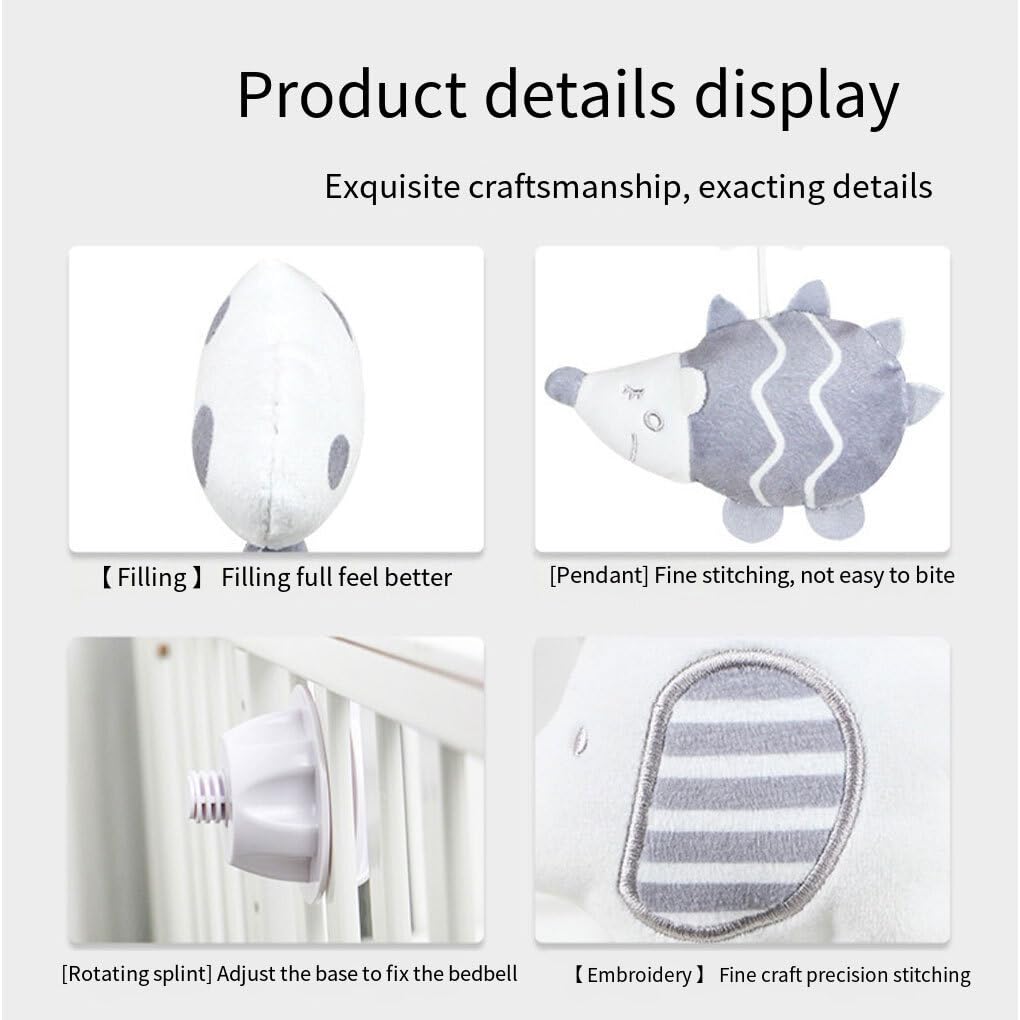 Product details display
Exquisite craftsmanship, exacting details
【 Filling 】 Filling full feel better
[Pendant] Fine stitching, not easy to bite
[Rotating splint] Adjust the base to fix the bedbell
【 Embroidery 】 Fine craft precision stitching